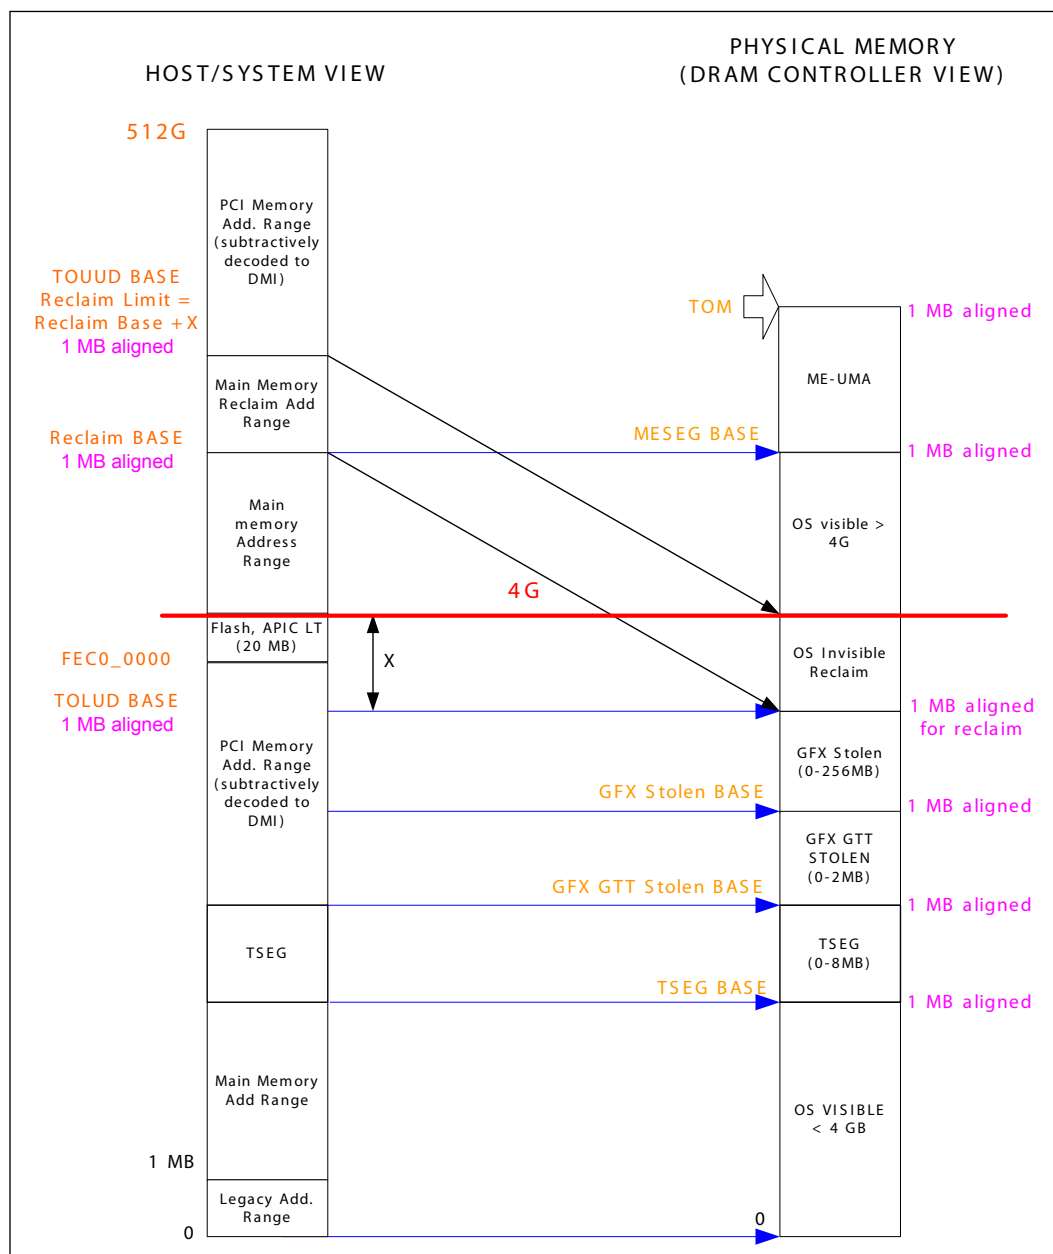 HOST/SYSTEM VIEW
PHYSICAL MEMORY
(DRAM CONTROLLER VIEW)
512G
PCI Memory
Add. Range
(subtractively
decoded to
DMI)
TOUUD BASE
Reclaim Limit =
Reclaim Base +X
1 MB aligned
TOM
1 MB aligned
Main Memory
Reclaim Add
Range
ME-UMA
Reclaim BASE
1 MB aligned
MESEG BASE
1 MB aligned
Main
memory
Address
Range
OS visible >
4G
4G
Flash, APIC LT
(20 MB)
FEC0_0000
X
OS Invisible
Reclaim
TOLUD BASE
1 MB aligned
1 MB aligned
for reclaim
PCI Memory
Add. Range
(subtractively
decoded to
DMI)
GFX Stolen
(0-256MB)
GFX Stolen BASE
1 MB aligned
GFX GTT
STOLEN
(0-2MB)
GFX GTT Stolen BASE
1 MB aligned
TSEG
TSEG
(0-8MB)
TSEG BASE
1 MB aligned
Main Memory
Add Range
OS VISIBLE
< 4 GB
1 MB
Legacy Add.
Range
0
0